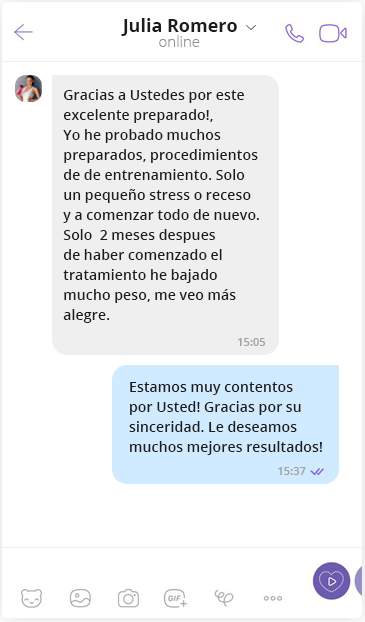 Julia Romero
online
Gracias a Ustedes por este
excelente preparado!,
Yo he probado muchos
preparados, procedimientos
de de entrenamiento. Solo
un pequeño stress o receso
y a comenzar todo de nuevo.
Solo 2 meses despues
de haber comenzado el
tratamiento he bajado
mucho peso, me veo más
alegre.
15:05
Estamos muy contentos
por Usted! Gracias por su
sinceridad. Le deseamos
muchos mejores resultados!
15:37
GIF